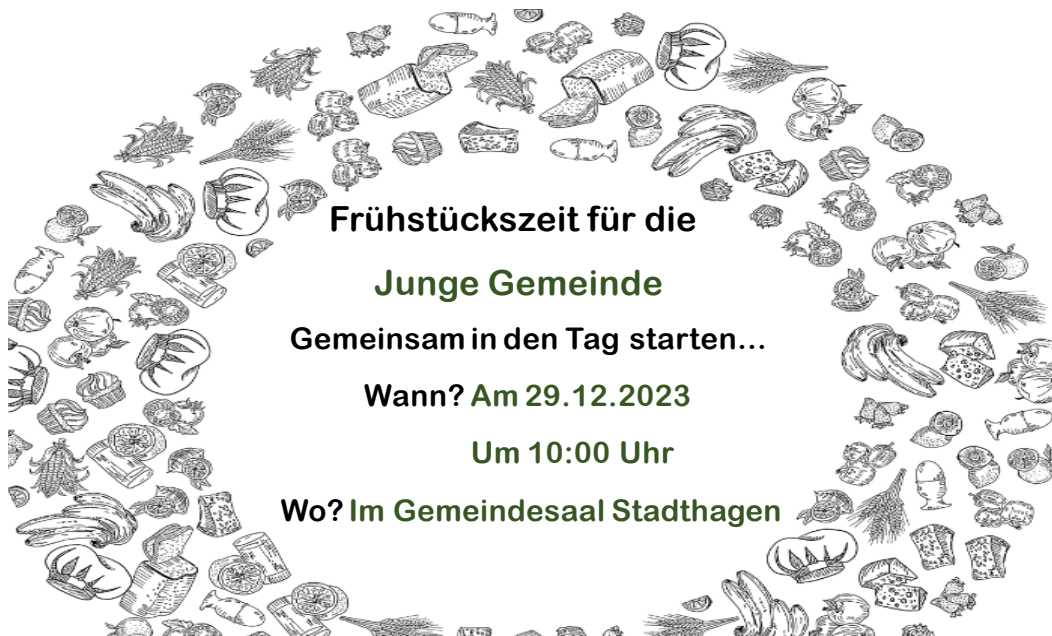 Frühstückszeit für die
Junge Gemeinde
Gemeinsam in den Tag starten...
Wann? Am 29.12.2023
Um 10:00 Uhr
Wo? Im Gemeindesaal Stadthagen